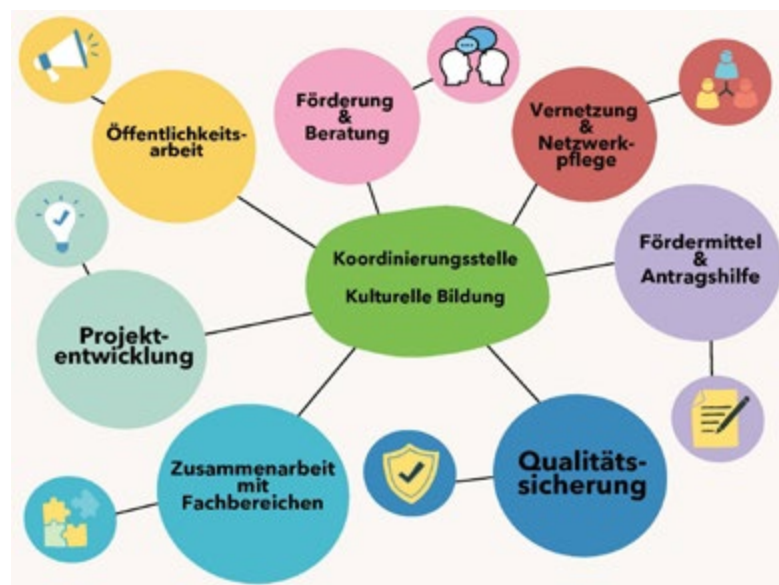 Öffentlichkeits-
arbeit
Förderung
&
Beratung
Vernetzung
&
Netzwerk-
pflege
Koordinierungsstelle
Kulturelle Bildung
Fördermittel
&
Antragshilfe
Projekt-
entwicklung
Zusammenarbeit
mit
Fachbereichen
Qualitäts-
sicherung